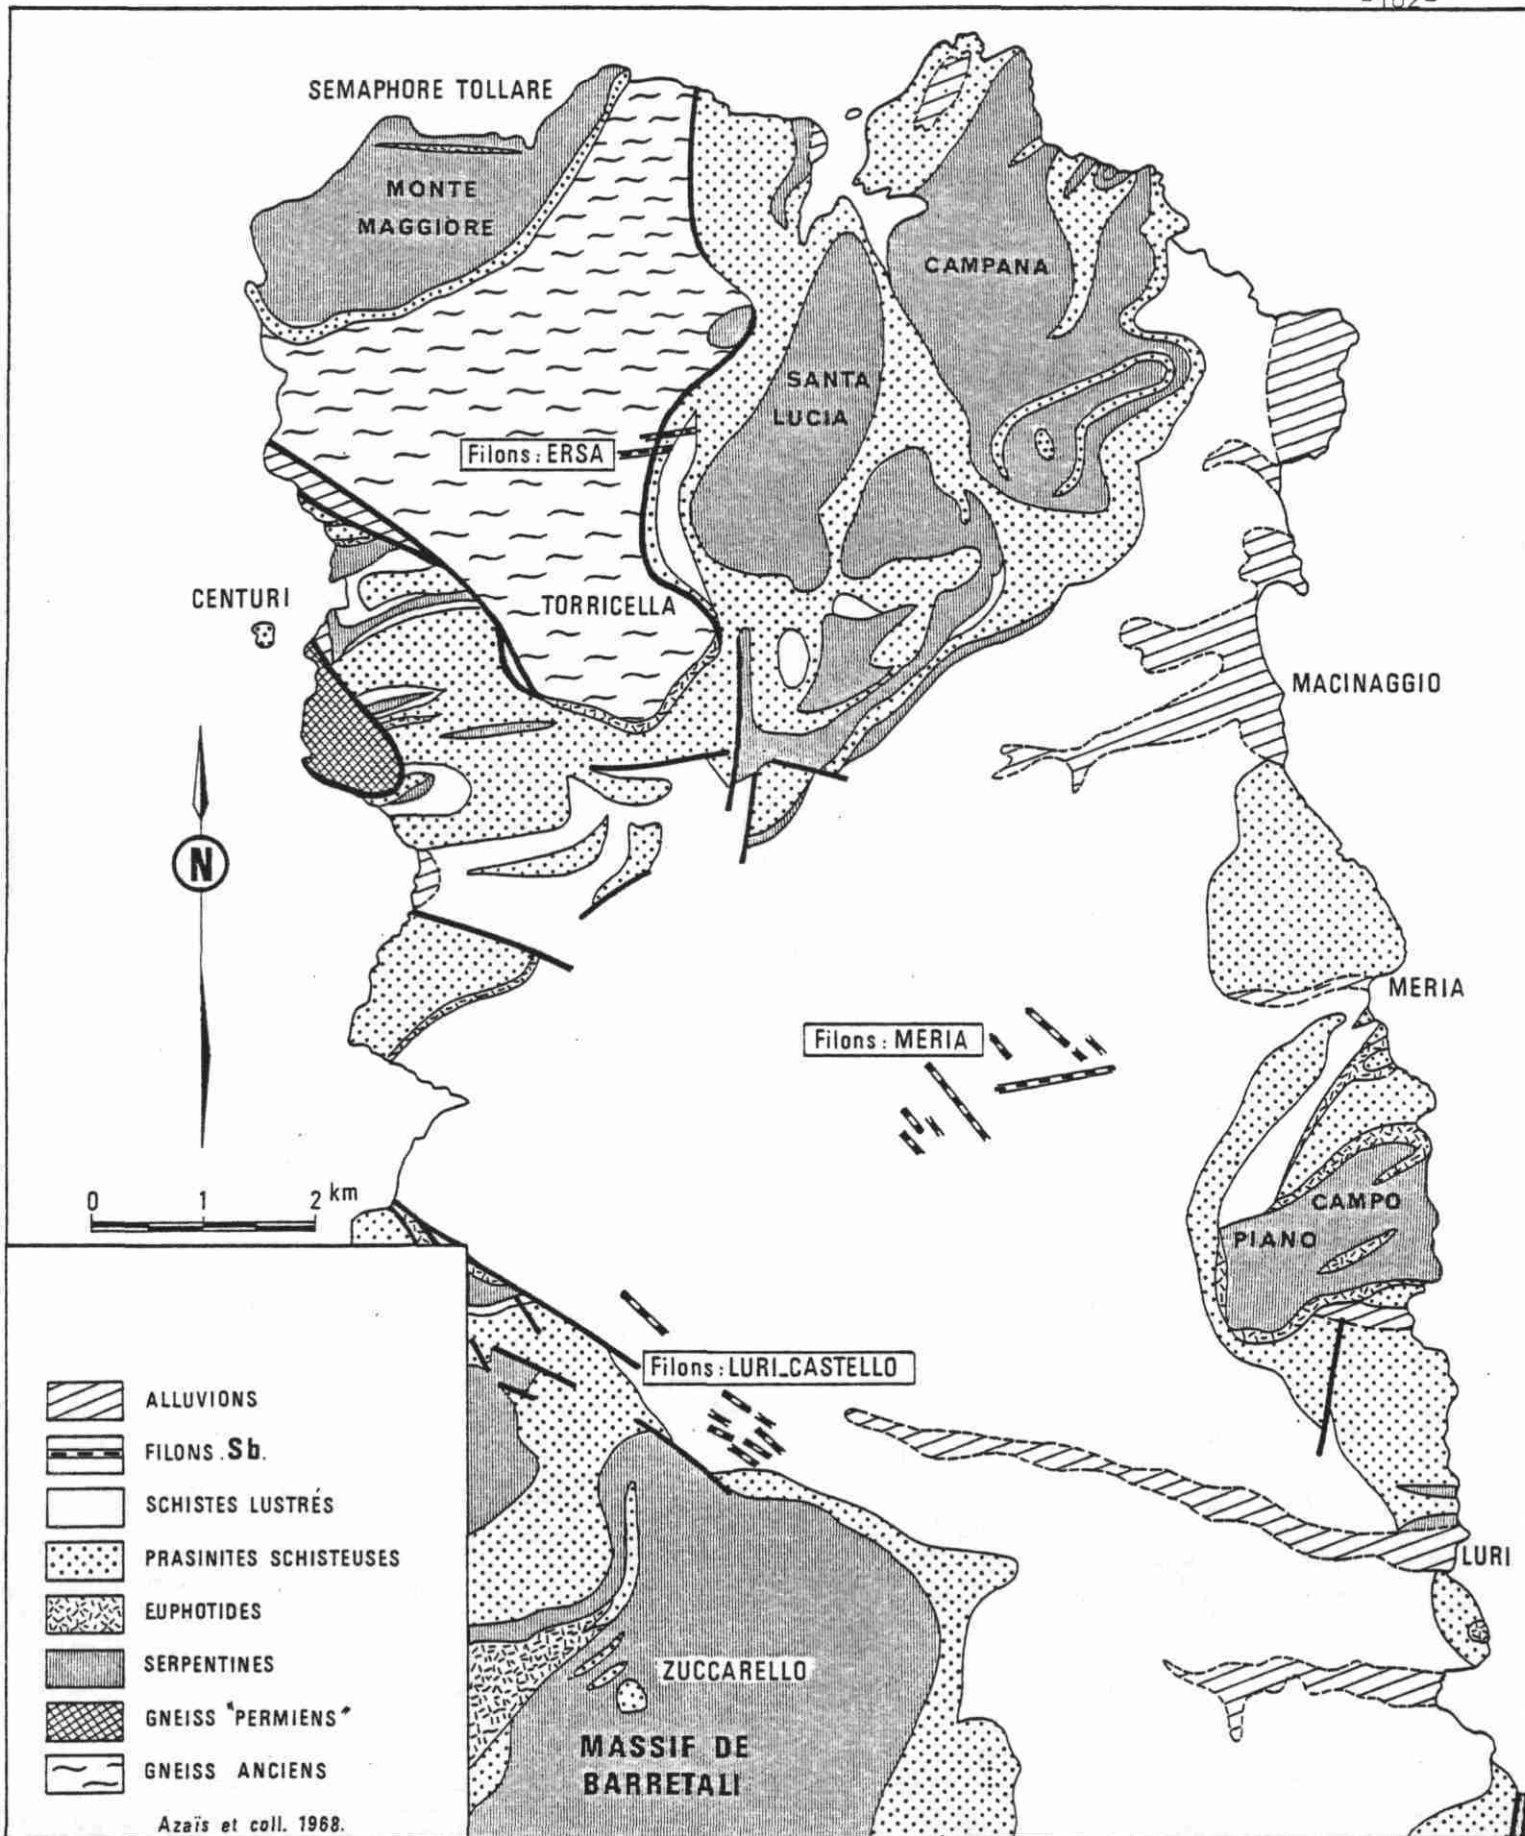 -102-
SEMAPHORE TOLLARE
MONTE
MAGGIORE
CAMPANA
SANTA
LUCIA
Filons : ERSA
CENTURI
TORRICELLA
MACINAGGIO
N
MERIA
Filons : MERIA
0 1 2 km
CAMPO
PIANO
Filons : LURI_CASTELLO
LURI
ZUCCARELLO
MASSIF DE
BARRETALI
ALLUVIONS
FILONS . Sb.
SCHISTES LUSTRÉS
PRASINITES SCHISTEUSES
EUPHOTIDES
SERPENTINES
GNEISS "PERMIENS"
GNEISS ANCIENS
Azaïs et coll. 1968.